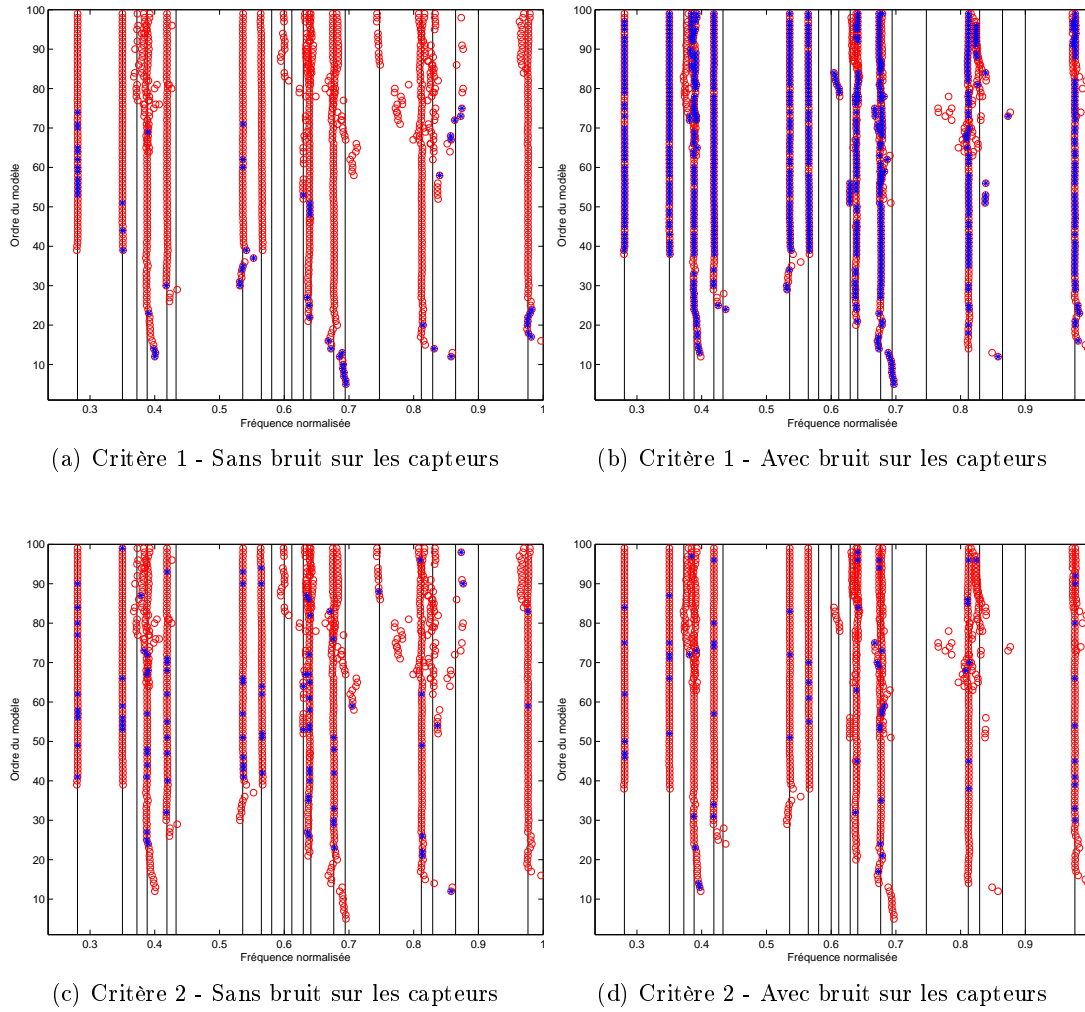 100
90
80
70
60
50
40
30
20
10
Ordre du modèle
0.3 0.4 0.5 0.6 0.7 0.8 0.9 1
Fréquence normalisée
(a) Critère 1 - Sans bruit sur les capteurs
100
90
80
70
60
50
40
30
20
10
Ordre du modèle
0.3 0.4 0.5 0.6 0.7 0.8 0.9
Fréquence normalisée
(b) Critère 1 - Avec bruit sur les capteurs
100
90
80
70
60
50
40
30
20
10
Ordre du modèle
0.3 0.4 0.5 0.6 0.7 0.8 0.9 1
Fréquence normalisée
(c) Critère 2 - Sans bruit sur les capteurs
100
90
80
70
60
50
40
30
20
10
Ordre du modèle
0.3 0.4 0.5 0.6 0.7 0.8 0.9
Fréquence normalisée
(d) Critère 2 - Avec bruit sur les capteurs